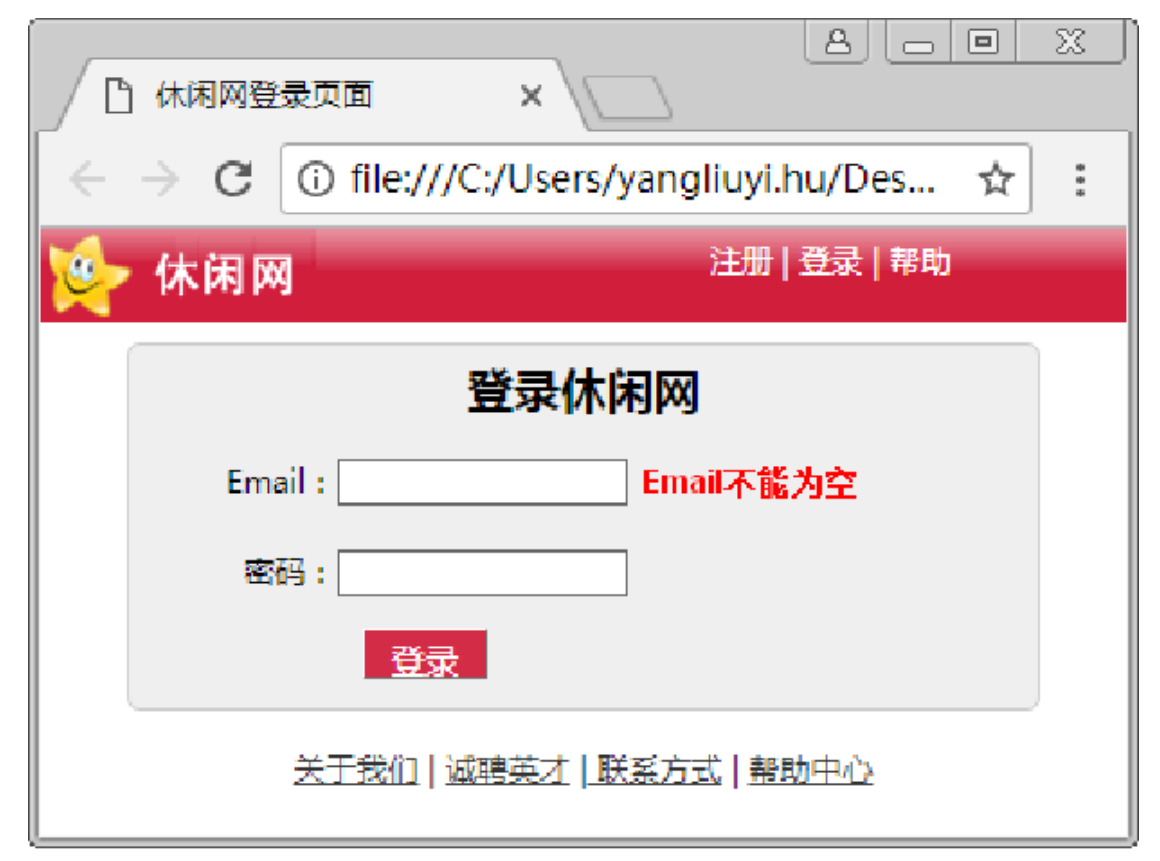 休闲网登录页面
file:///C:/Users/yangliuyi.hu/Des...
休闲网
注册 | 登录 | 帮助
登录休闲网
Email： Email不能为空
密码：
登录
关于我们 | 诚聘英才 | 联系方式 | 帮助中心